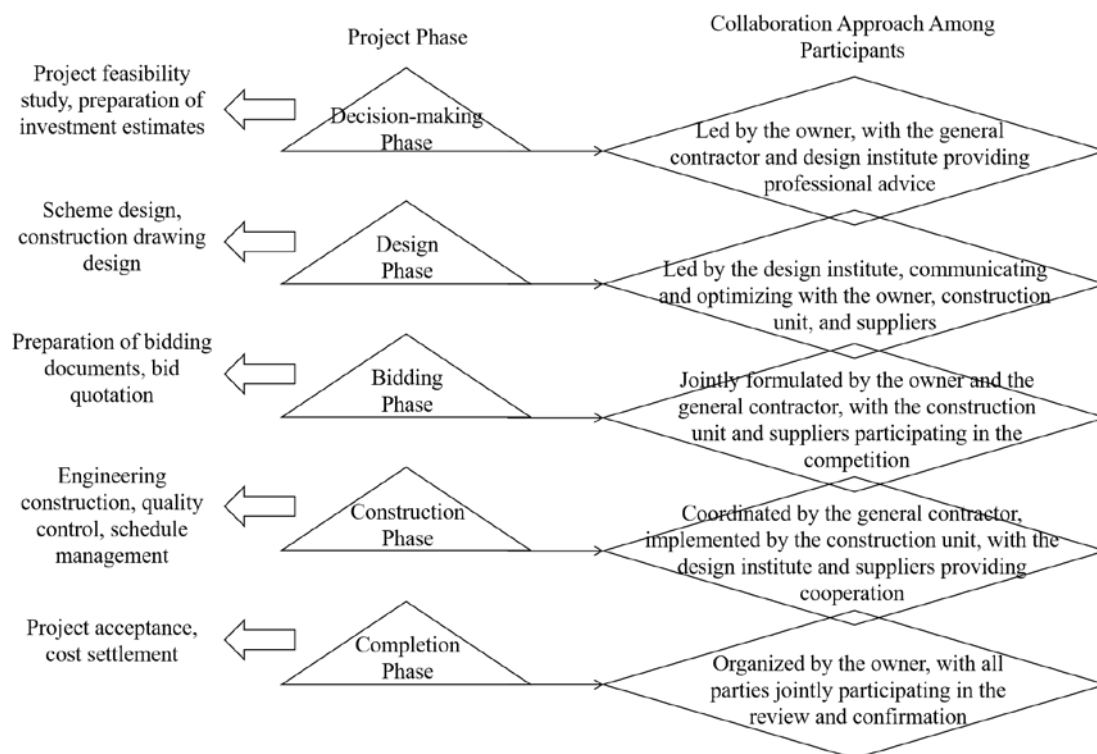 Project Phase
Collaboration Approach Among
Participants
Project feasibility
study, preparation of
investment estimates
Decision-making
Phase
Led by the owner, with the general
contractor and design institute providing
professional advice
Scheme design,
construction drawing
design
Design
Phase
Led by the design institute, communicating
and optimizing with the owner, construction
unit, and suppliers
Preparation of bidding
documents, bid
quotation
Bidding
Phase
Jointly formulated by the owner and the
general contractor, with the construction
unit and suppliers participating in the
competition
Engineering
construction, quality
control, schedule
management
Construction
Phase
Coordinated by the general contractor,
implemented by the construction unit, with the
design institute and suppliers providing
cooperation
Project acceptance,
cost settlement
Completion
Phase
Organized by the owner, with all
parties jointly participating in the
review and confirmation